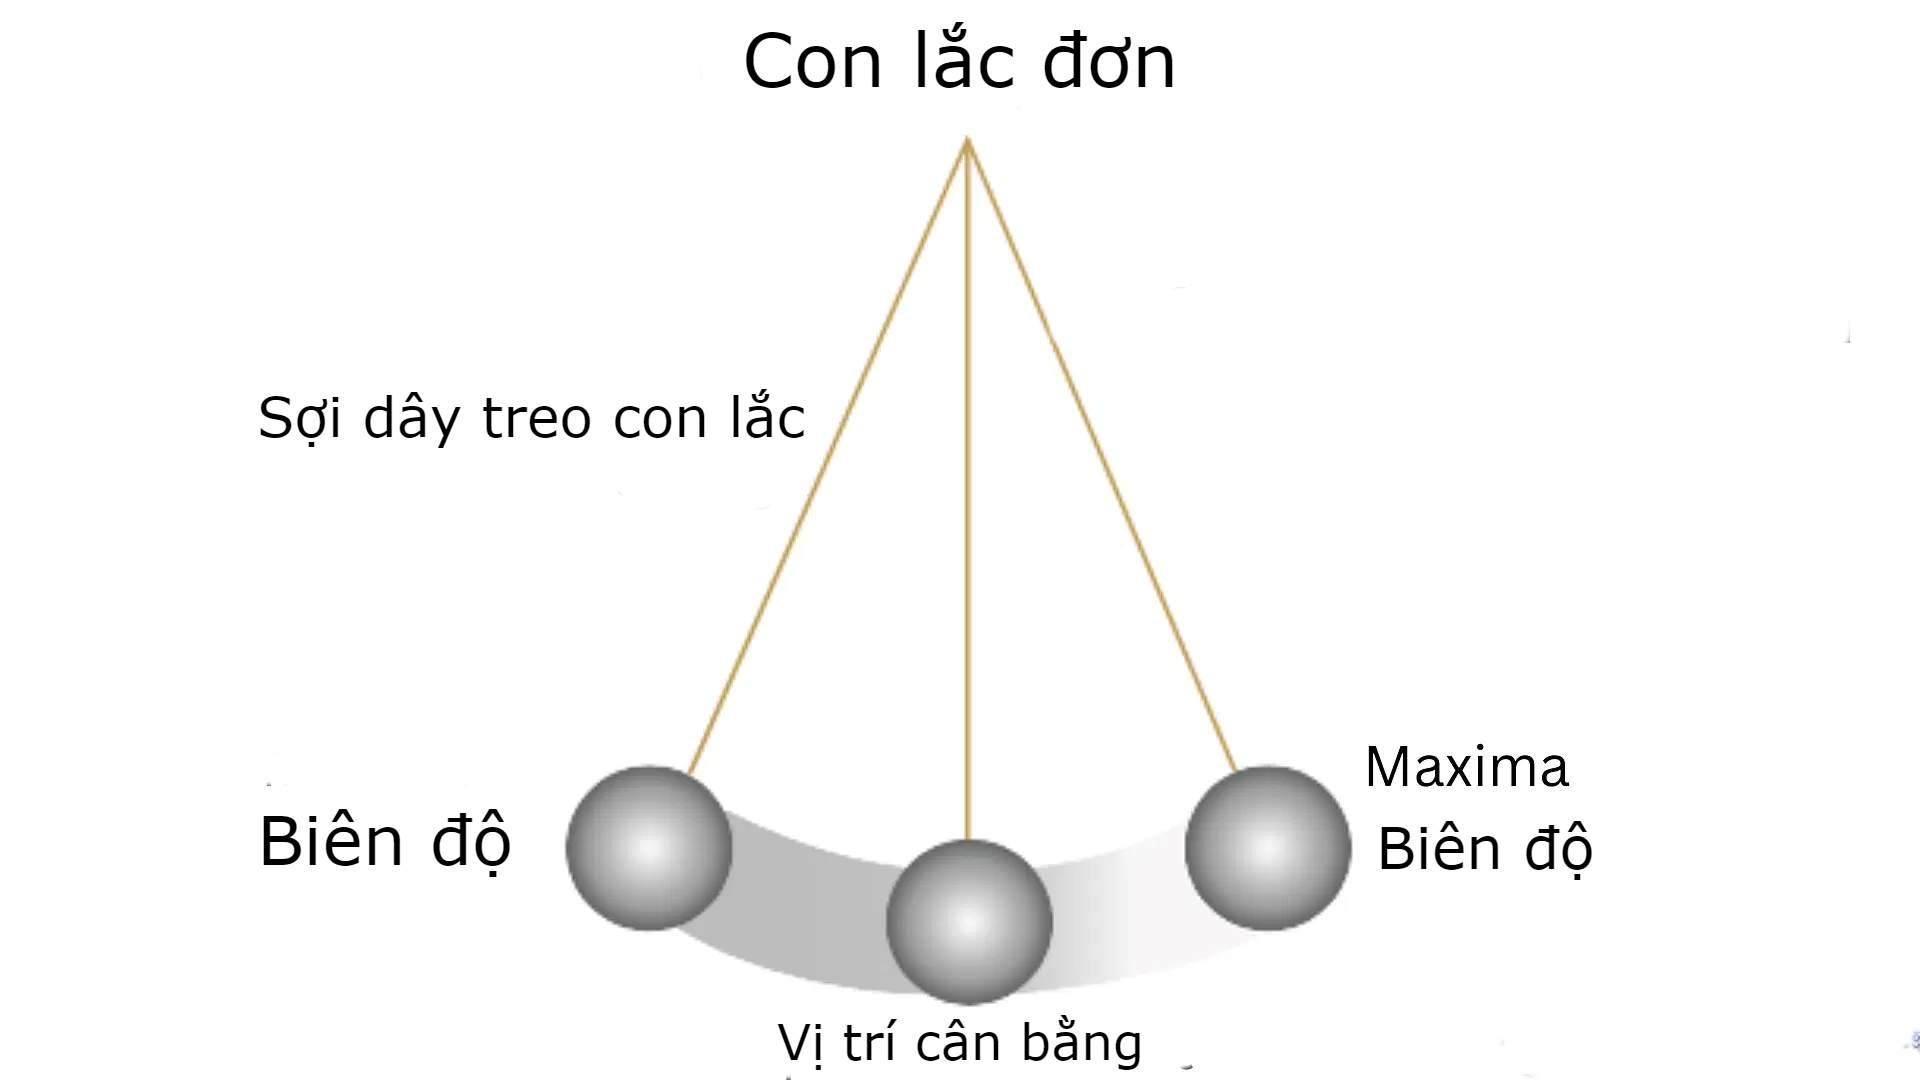 Con lắc đơn
Sợi dây treo con lắc
Maxima
Biên độ
Biên độ
Vị trí cân bằng